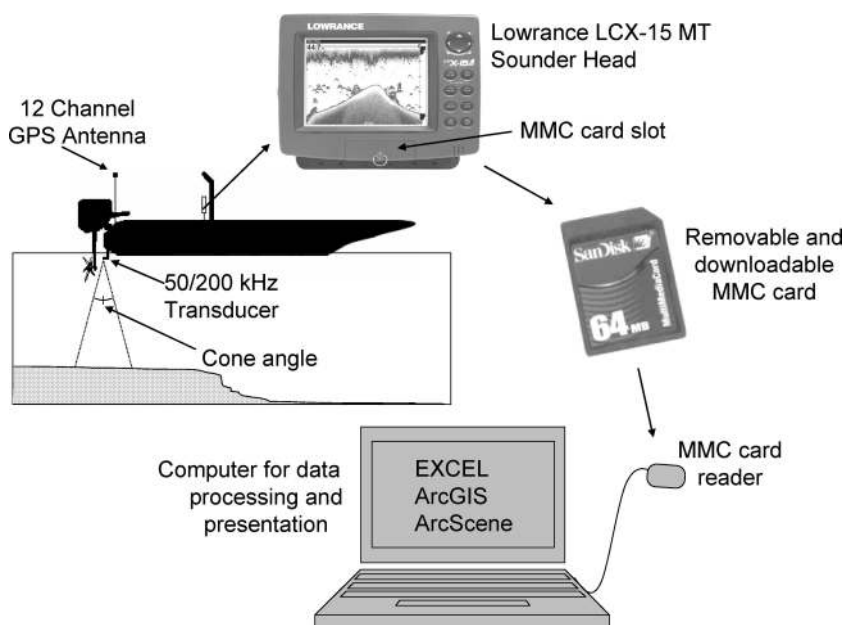 LOWRANCE
44.7
Lowrance LCX-15 MT
Sounder Head
12 Channel
GPS Antenna
MMC card slot
SanDisk
MultiMediaCard
64 MB
Removable and
downloadable
MMC card
50/200 kHz
Transducer
Cone angle
Computer for data
processing and
presentation
EXCEL
ArcGIS
ArcScene
MMC card
reader